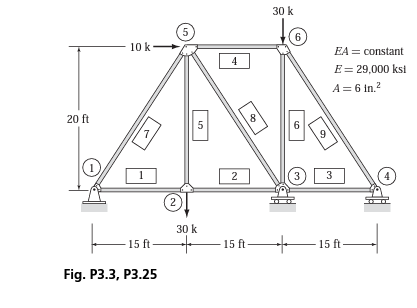 30 k
5
6
10 k
EA = constant
4
E = 29,000 ksi
A = 6 in.²
20 ft
7
5
8
6
9
1
1
2
3
3
4
2
30 k
15 ft
15 ft
15 ft
Fig. P3.3, P3.25